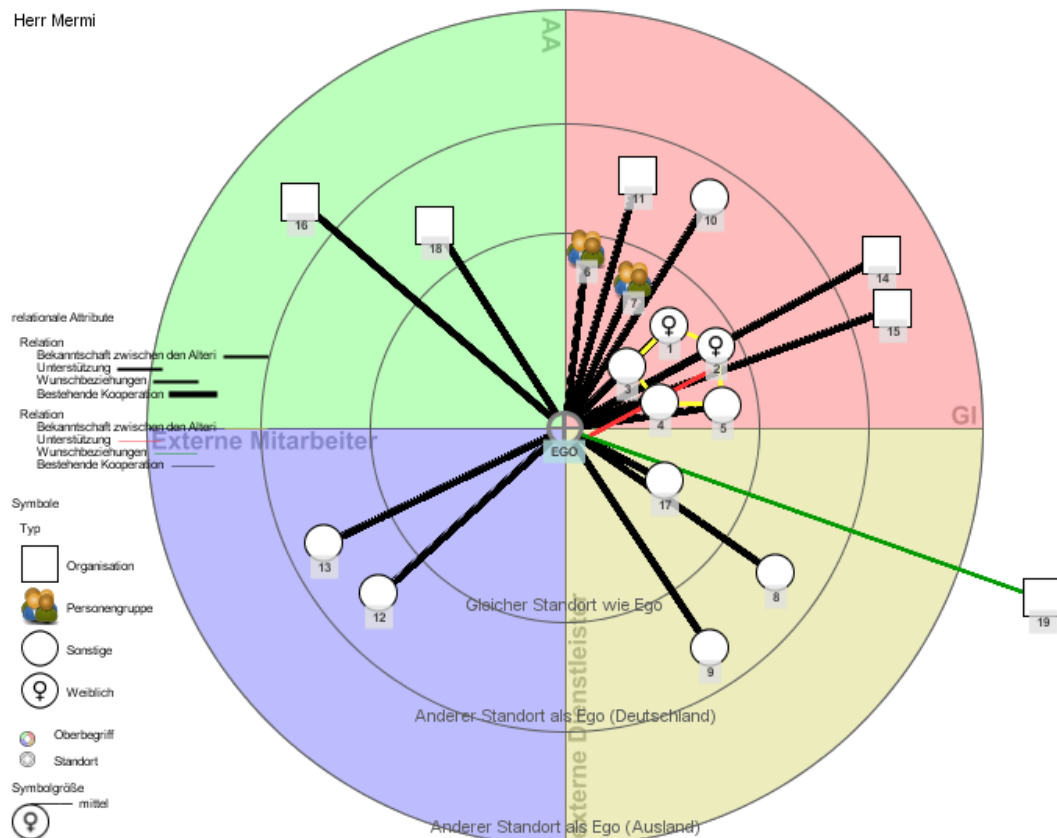 Herr Mermi
AA
11
10
16
18
6
14
7
15
relationale Attribute
1
2
Relation
Bekanntschaft zwischen den Alteri
3
Unterstützung
Wunschbeziehungen
Bestehende Kooperation
4
5
GI
Relation
Bekanntschaft zwischen den Alteri
Unterstützung
Externe Mitarbeiter
Wunschbeziehungen
EGO
Bestehende Kooperation
17
Symbole
Typ
Organisation
13
8
Personengruppe
Gleicher Standort wie Ego
12
19
Sonstige
9
Weiblich
externe Dienstleister
Anderer Standort als Ego (Deutschland)
Oberbegriff
Standort
Symbolgröße
mittel
Anderer Standort als Ego (Ausland)